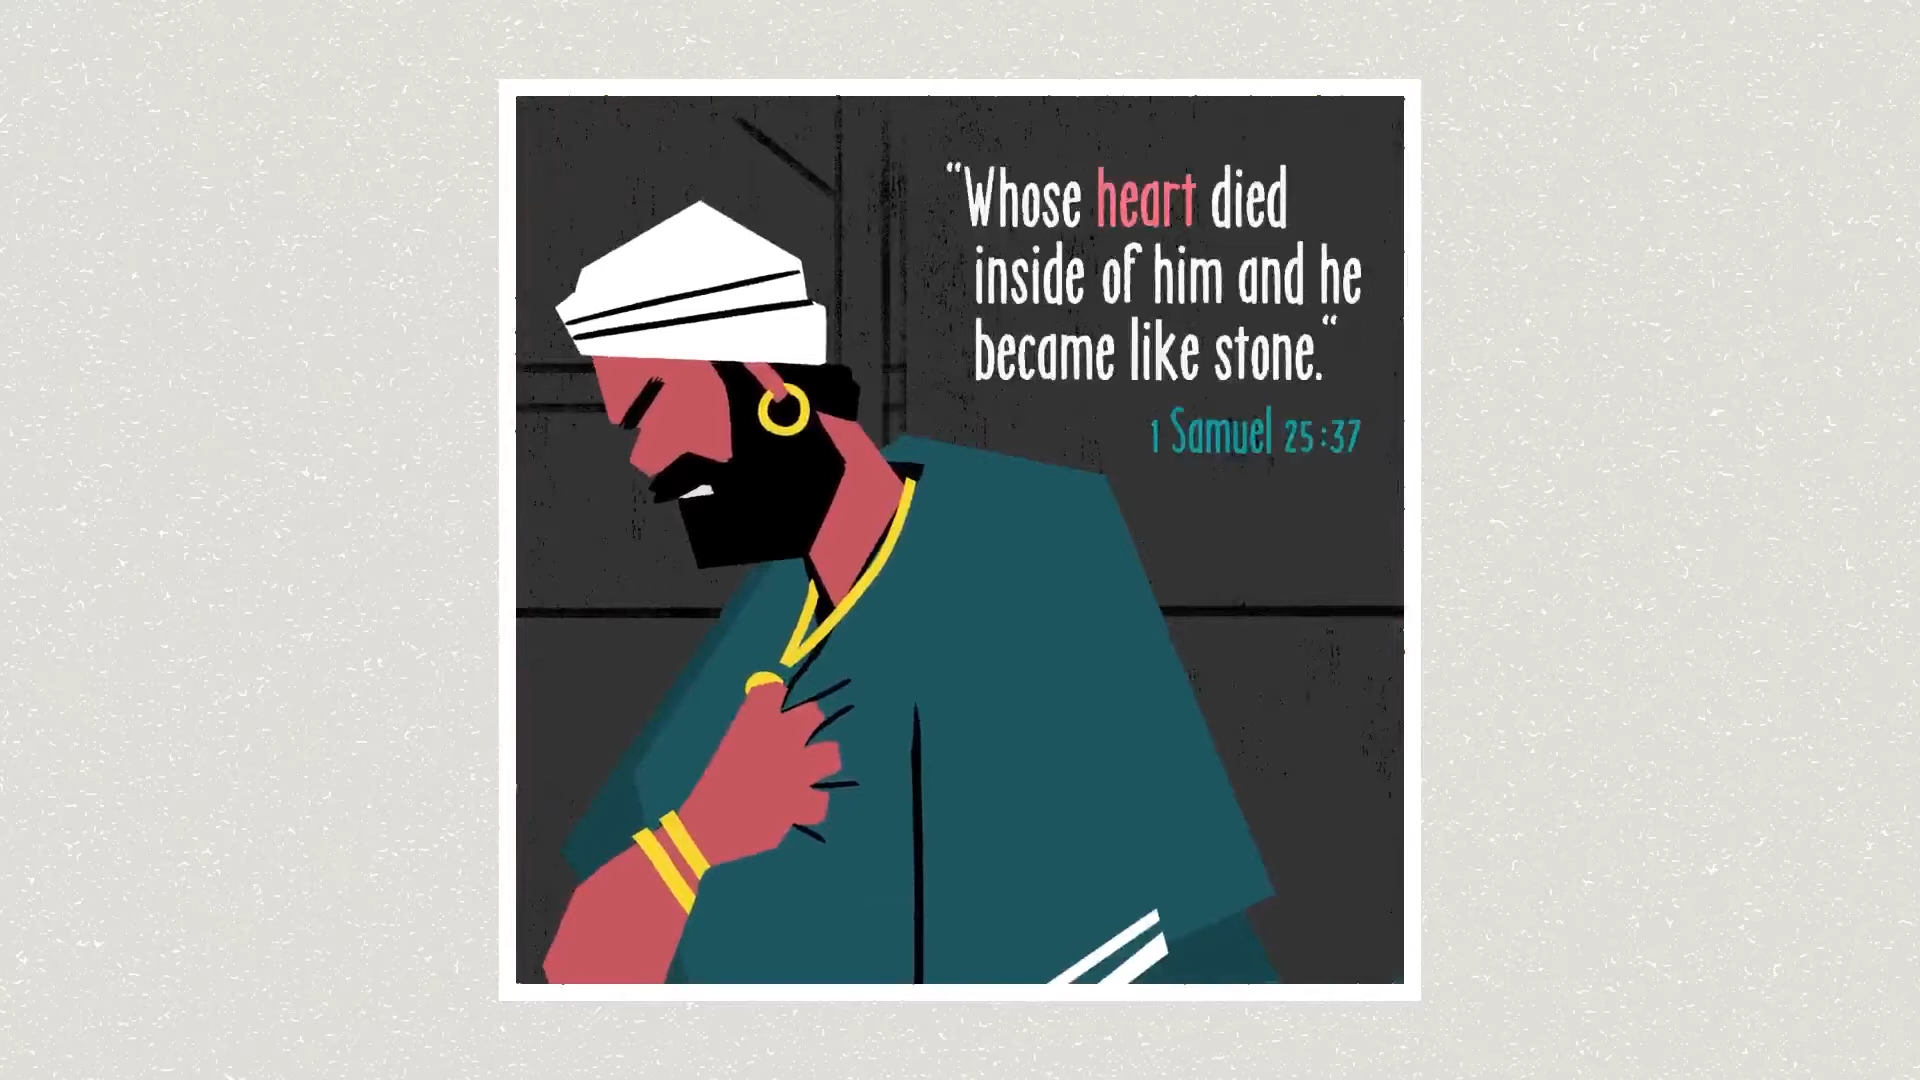 “Whose heart died
inside of him and he
became like stone.“
1 Samuel 25:37